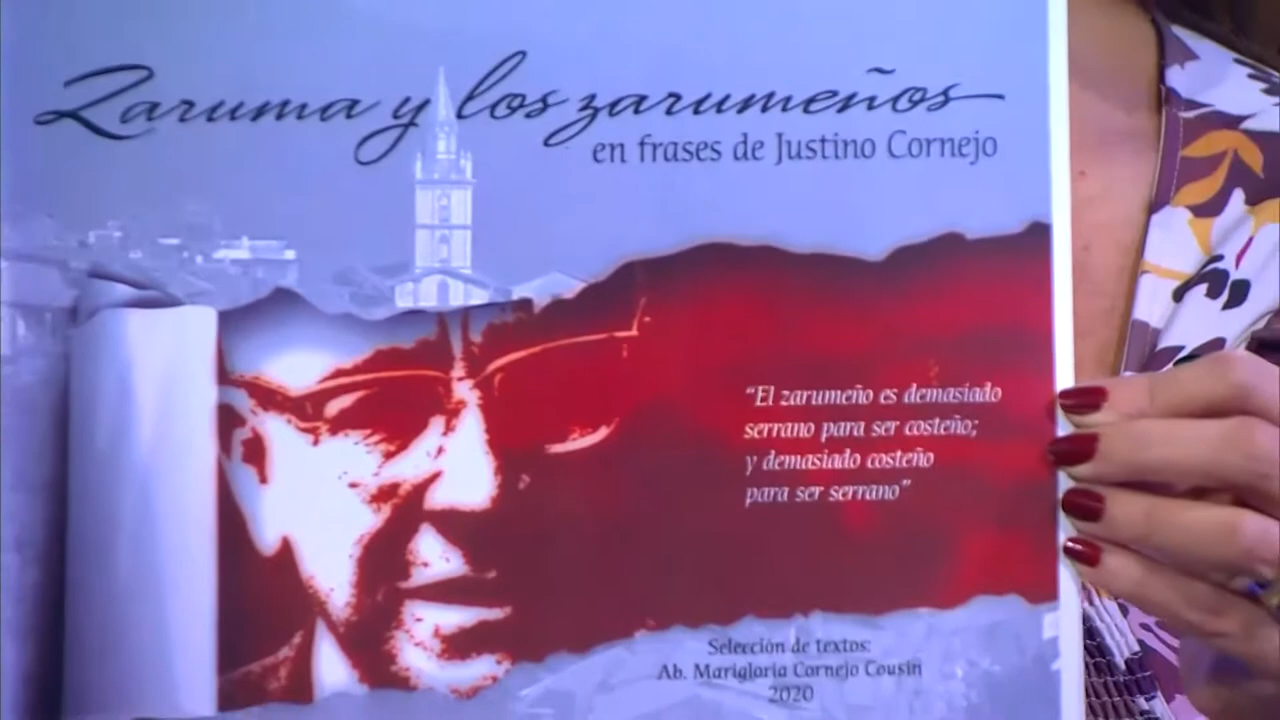 Zaruma y los zarumeños
en frases de Justino Cornejo
“El zarumeño es demasiado
serrano para ser costeño;
y demasiado costeño
para ser serrano”
Selección de textos:
Ab. Marigloria Cornejo Cousin
2020